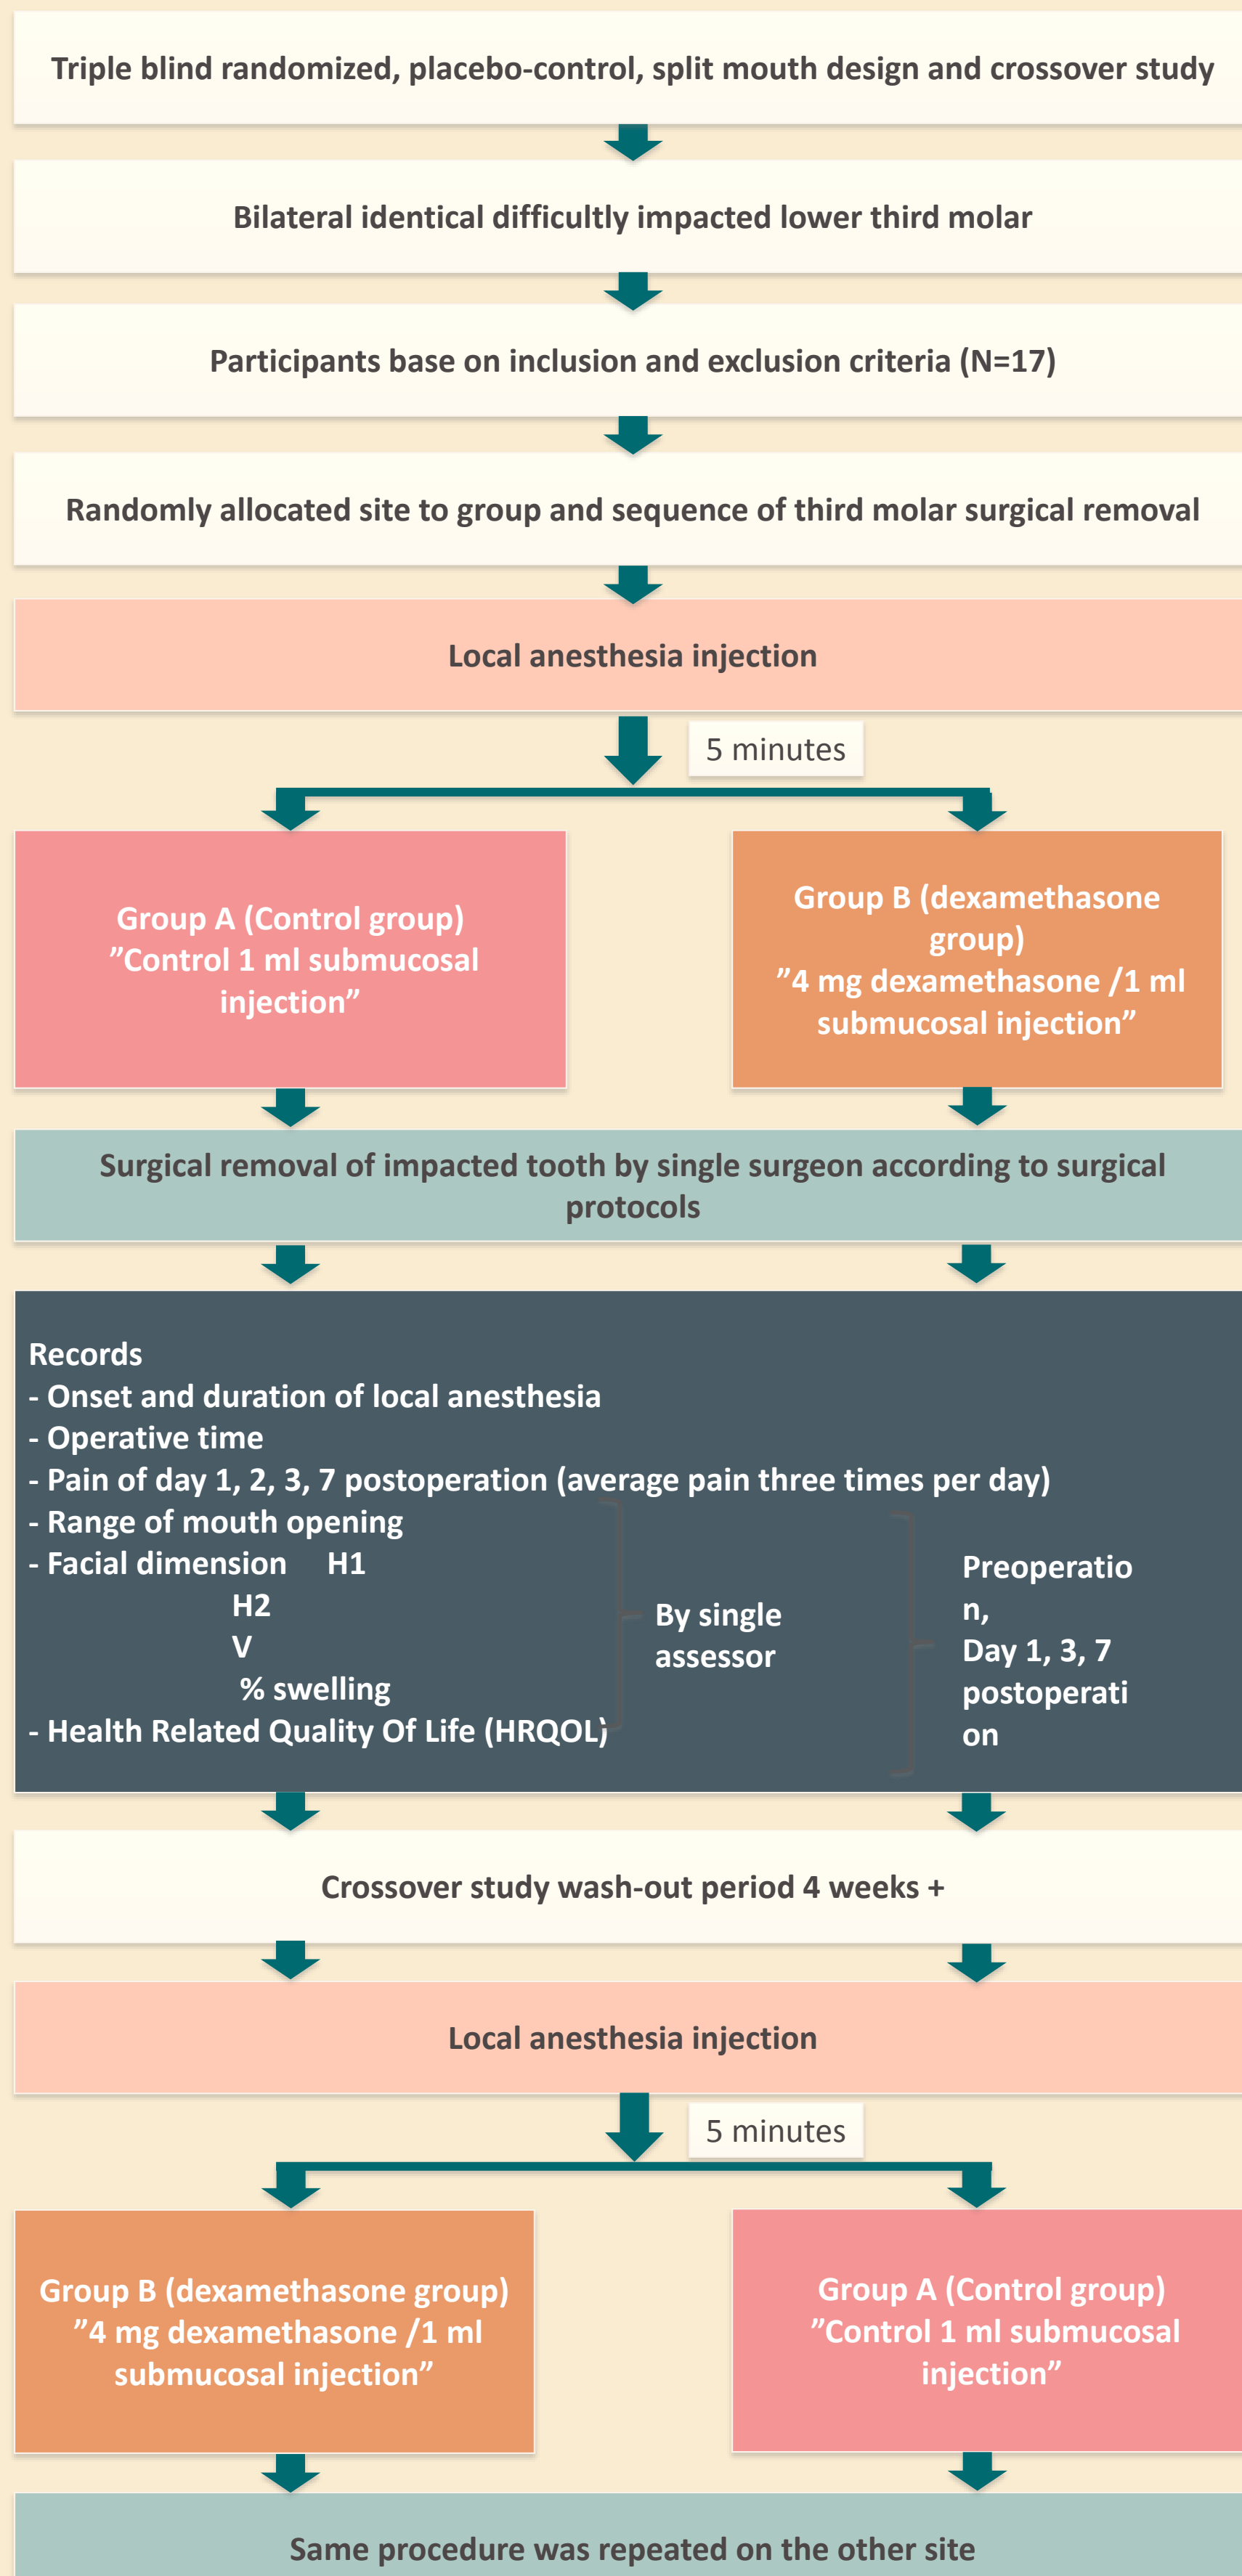 Triple blind randomized, placebo-control, split mouth design and crossover study
Bilateral identical difficultly impacted lower third molar
Participants base on inclusion and exclusion criteria (N=17)
Randomly allocated site to group and sequence of third molar surgical removal
Local anesthesia injection
5 minutes
Group A (Control group)
”Control 1 ml submucosal
injection”
Group B (dexamethasone
group)
”4 mg dexamethasone /1 ml
submucosal injection”
Surgical removal of impacted tooth by single surgeon according to surgical
protocols
Records
- Onset and duration of local anesthesia
- Operative time
- Pain of day 1, 2, 3, 7 postoperation (average pain three times per day)
- Range of mouth opening
- Facial dimension H1
H2
V
% swelling
- Health Related Quality Of Life (HRQOL)
By single
assessor
Preoperatio
n,
Day 1, 3, 7
postoperati
on
Crossover study wash-out period 4 weeks +
Local anesthesia injection
5 minutes
Group B (dexamethasone group)
”4 mg dexamethasone /1 ml
submucosal injection”
Group A (Control group)
”Control 1 ml submucosal
injection”
Same procedure was repeated on the other site